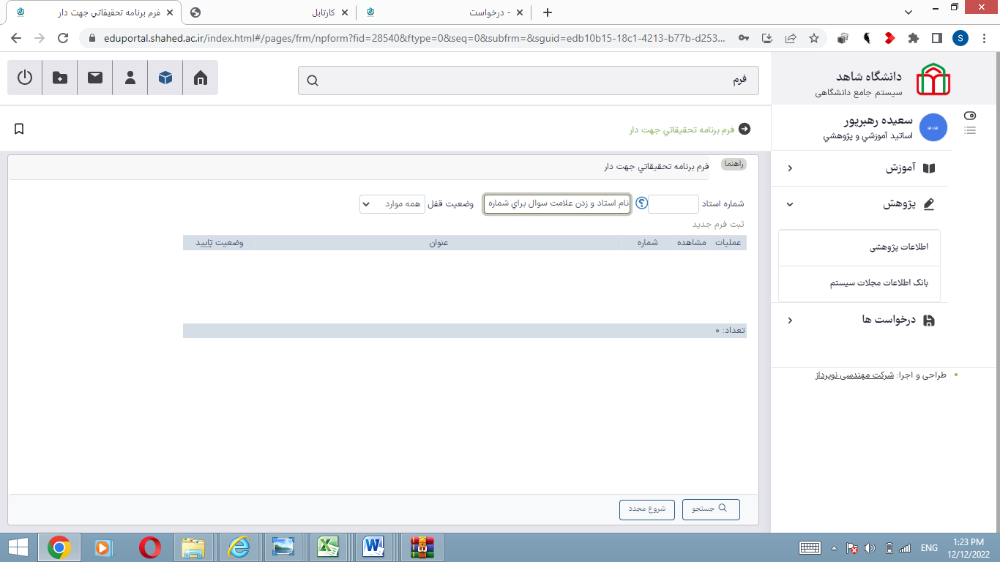 فرم برنامه تحقيقاتي جهت دار
کارتابل
- درخواست
eduportal.shahed.ac.ir/index.html#/pages/frm/npform?fid=28540&ftype=0&seq=0&subfrm=&sguid=edb10b15-18c1-4213-b77b-d253...
S
دانشگاه شاهد
سیستم جامع دانشگاهی
فرم
سعیده رهبرپور
اساتيد آموزشي و پژوهشي
فرم برنامه تحقيقاتي جهت دار
آموزش
پژوهش
اطلاعات پژوهشی
بانک اطلاعات مجلات سیستم
درخواست ها
طراحی و اجرا: شرکت مهندسی نوپرداز
راهنما
فرم برنامه تحقيقاتي جهت دار
شماره استاد
نام استاد و زدن علامت سوال براي شماره
وضعیت قفل
همه موارد
ثبت فرم جدید
عملیات مشاهده شماره عنوان وضعیت تایید
تعداد: ۰
جستجو
شروع مجدد
ENG
1:23 PM
12/12/2022